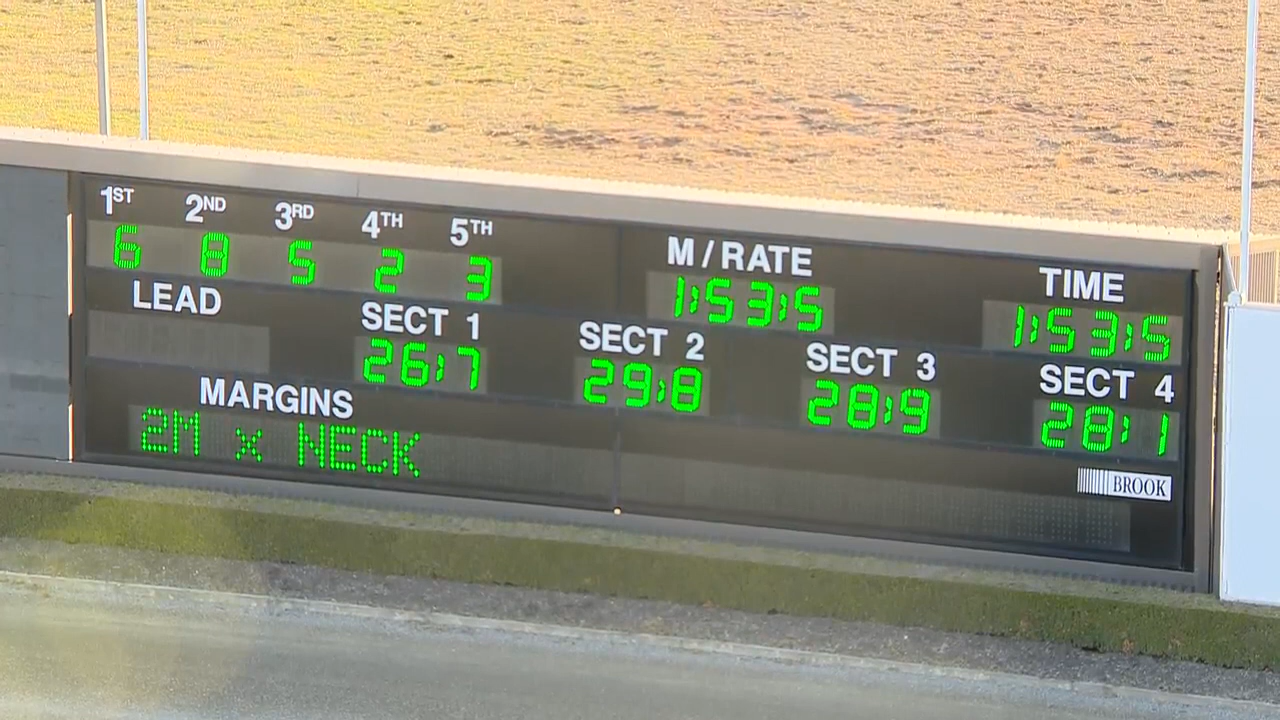 1ST 2ND 3RD 4TH 5TH M / RATE TIME
6 8 5 2 3 1:53:5 1:53:5
LEAD SECT 1 SECT 2 SECT 3 SECT 4
26:7 29:8 28:9 28:1
MARGINS
2M x NECK
BROOK